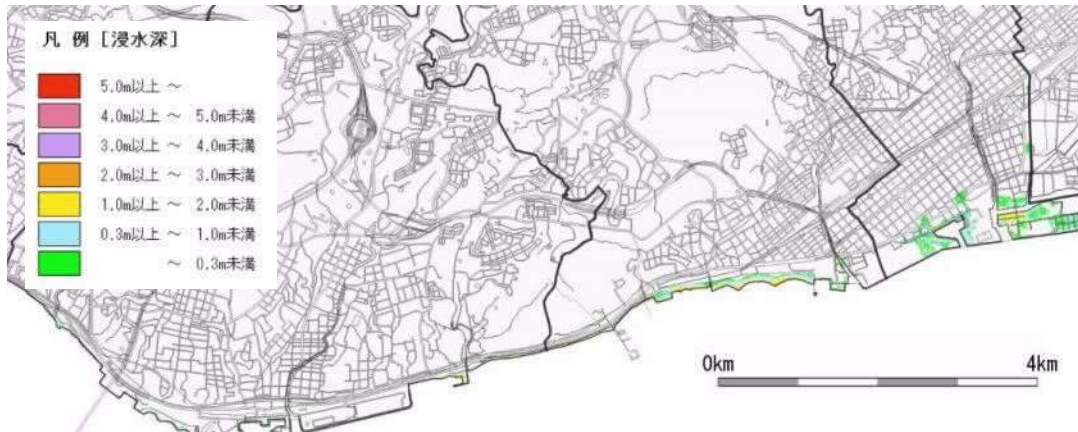 凡 例 [浸水深]
5.0m以上 ～
4.0m以上 ～ 5.0m未満
3.0m以上 ～ 4.0m未満
2.0m以上 ～ 3.0m未満
1.0m以上 ～ 2.0m未満
0.3m以上 ～ 1.0m未満
～ 0.3m未満
0km 4km